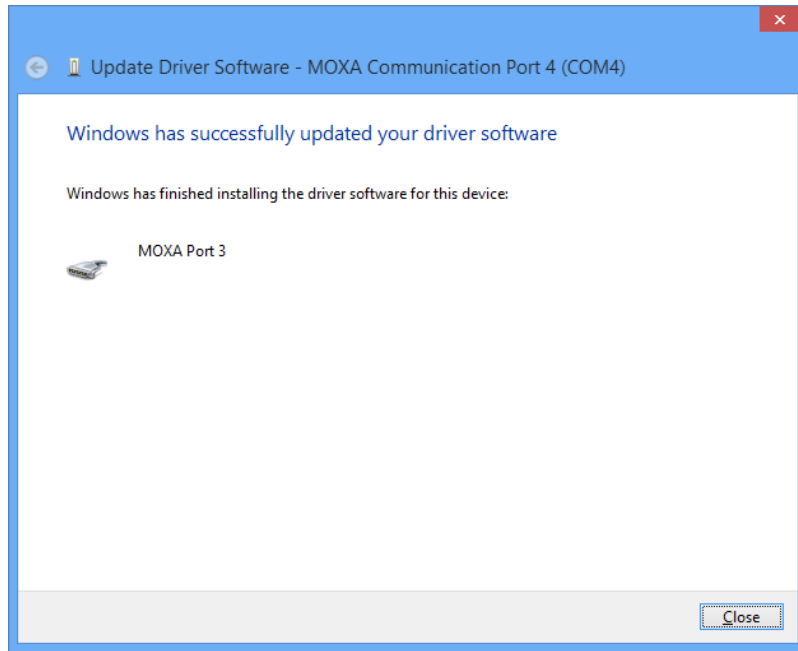 Update Driver Software - MOXA Communication Port 4 (COM4)
Windows has successfully updated your driver software
Windows has finished installing the driver software for this device:
MOXA Port 3
Close